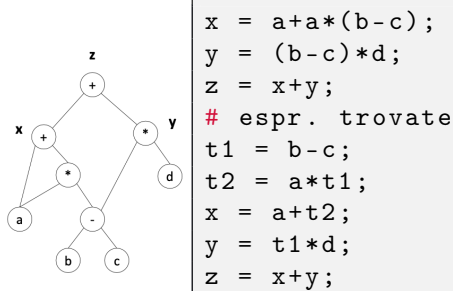 z
+
x
+
*
y
*
d
a
-
b
c
x = a+a*(b-c);
y = (b-c)*d;
z = x+y;
# espr. trovate
t1 = b-c;
t2 = a*t1;
x = a+t2;
y = t1*d;
z = x+y;